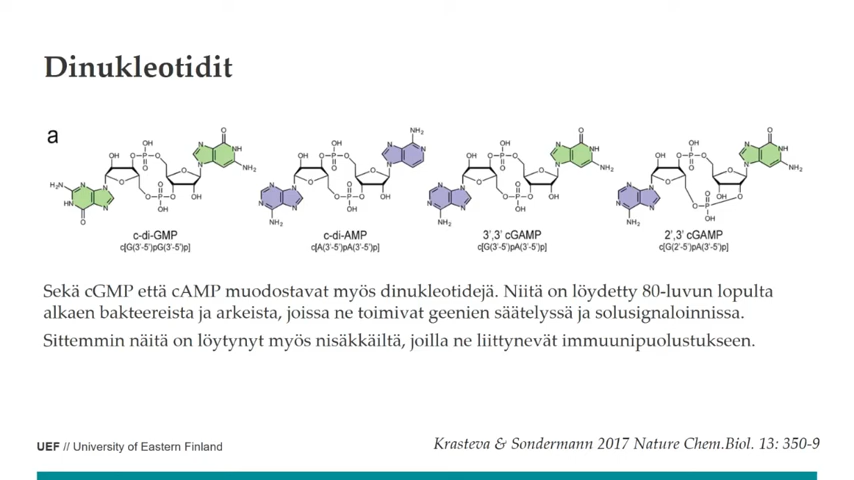 Dinukleotidit
a
c-di-GMP
c[G(3'-5')pG(3'-5')p]
c-di-AMP
c[A(3'-5')pA(3'-5')p]
3',3' cGAMP
c[G(3'-5')pA(3'-5')p]
2',3' cGAMP
c[G(2'-5')pA(3'-5')p]
Sekä cGMP että cAMP muodostavat myös dinukleotidejä. Niitä on löydetty 80-luvun lopulta
alkaen bakteereista ja arkeista, joissa ne toimivat geenien säätelyssä ja solusignaloinnissa.
Sittemmin näitä on löytynyt myös nisäkkäiltä, joilla ne liittynevät immuunipuolustukseen.
UEF // University of Eastern Finland
Krasteva & Sondermann 2017 Nature Chem.Biol. 13: 350-9